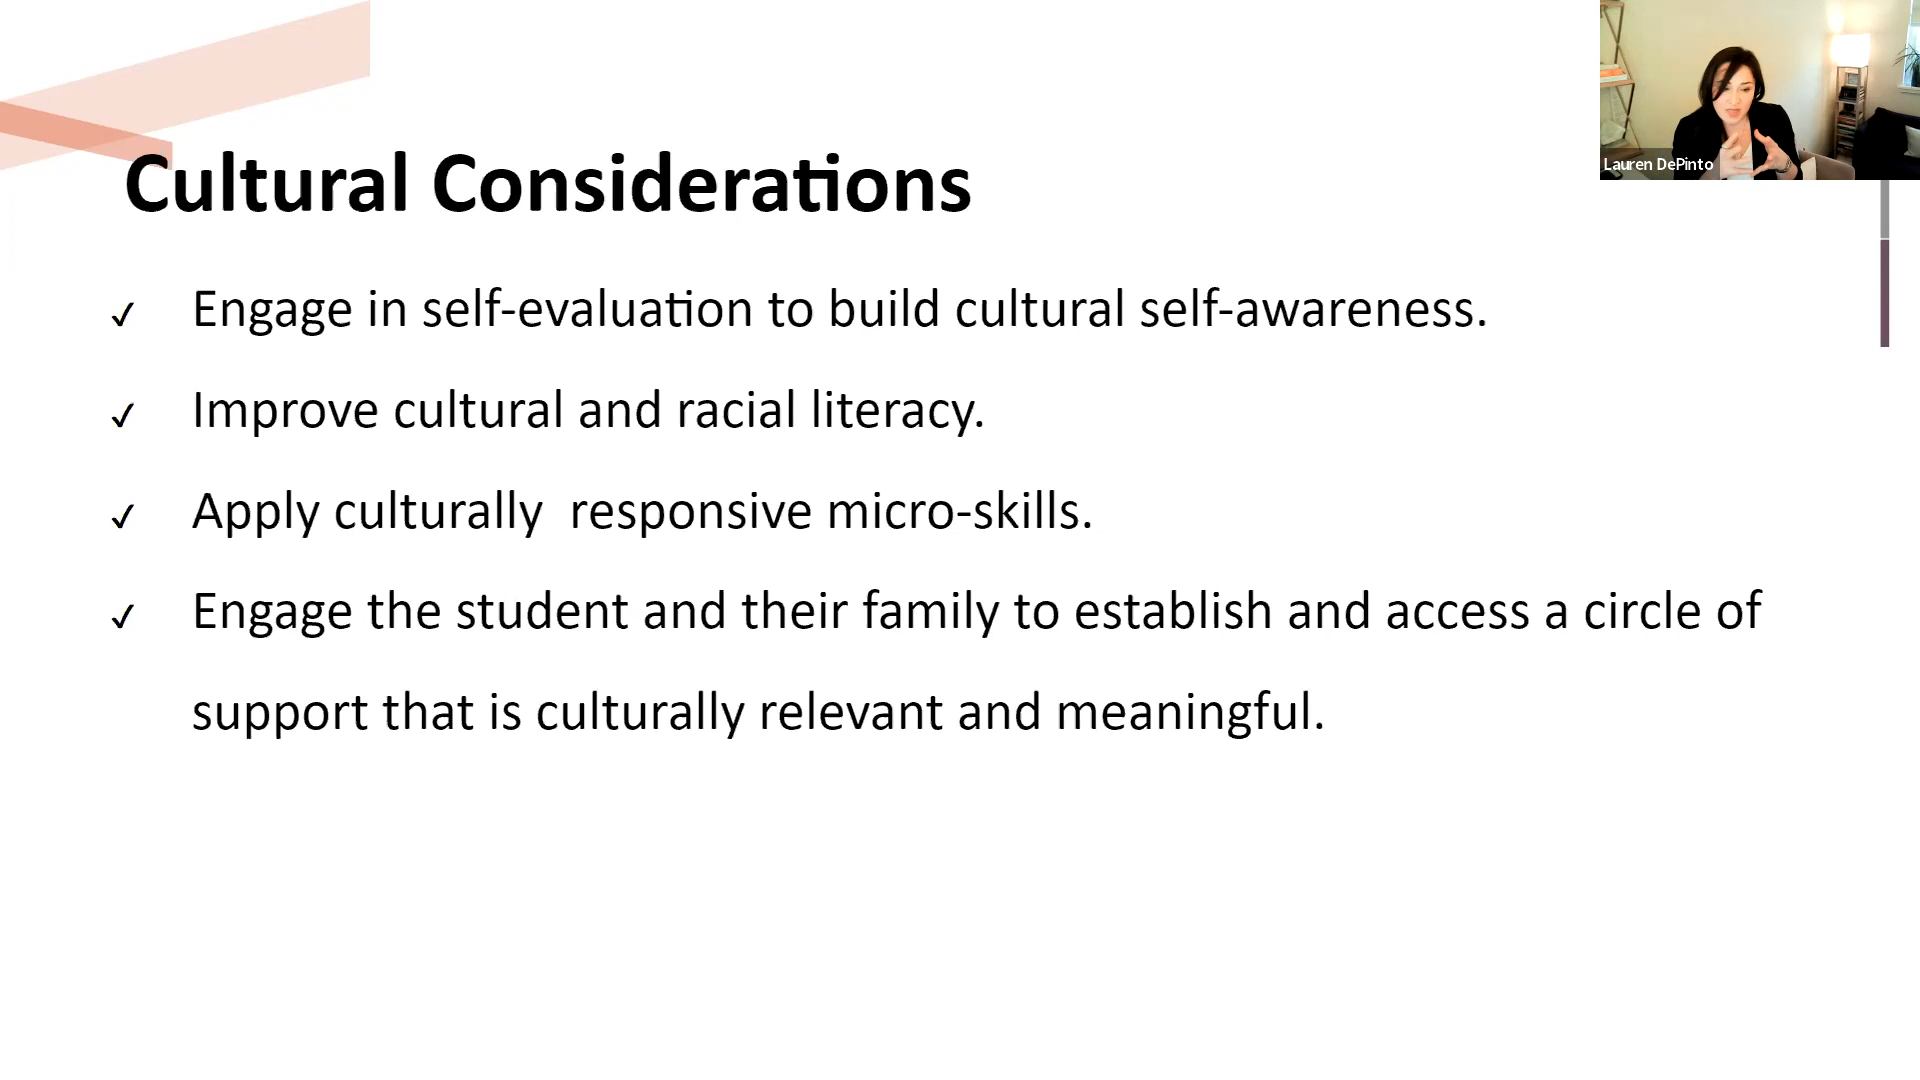 Lauren DePinto
Cultural Considerations
✓ Engage in self-evaluation to build cultural self-awareness.
✓ Improve cultural and racial literacy.
✓ Apply culturally  responsive micro-skills.
✓ Engage the student and their family to establish and access a circle of
support that is culturally relevant and meaningful.